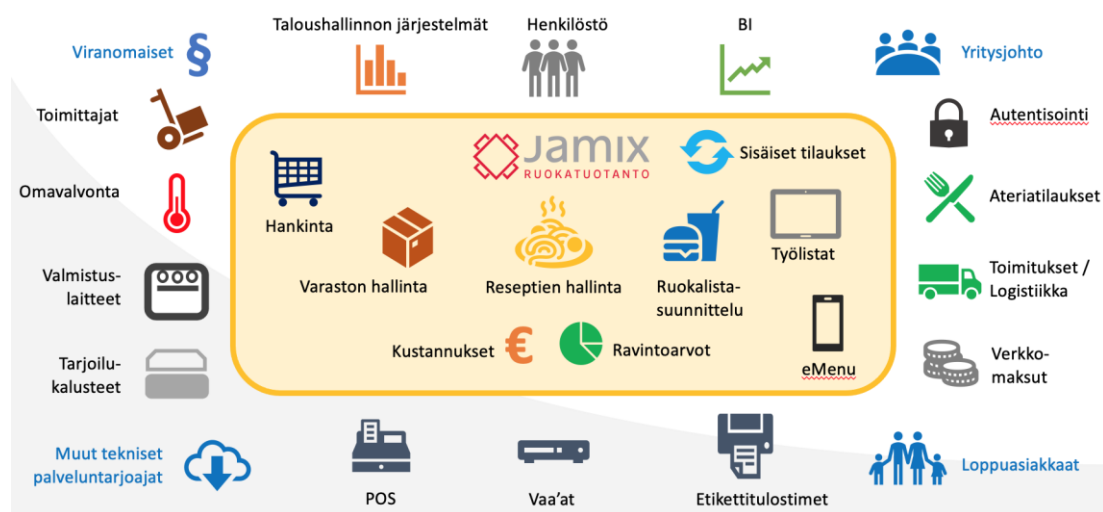 Taloushallinnon järjestelmät
Henkilöstö
BI
Viranomaiset §
Yritysjohto
Toimittajat
Autentisointi
Jamix
RUOKATUOTANTO
Sisäiset tilaukset
Omavalvonta
Ateriatilaukset
Hankinta
Työlistat
Valmistus-
laitteet
Varaston hallinta
Reseptien hallinta
Ruokalista-
suunnittelu
Toimitukset /
Logistiikka
Kustannukset €
Ravintoarvot
eMenu
Tarjoilu-
kalusteet
Verkko-
maksut
Muut tekniset
palveluntarjoajat
Loppuasiakkaat
POS
Vaa'at
Etikettitulostimet